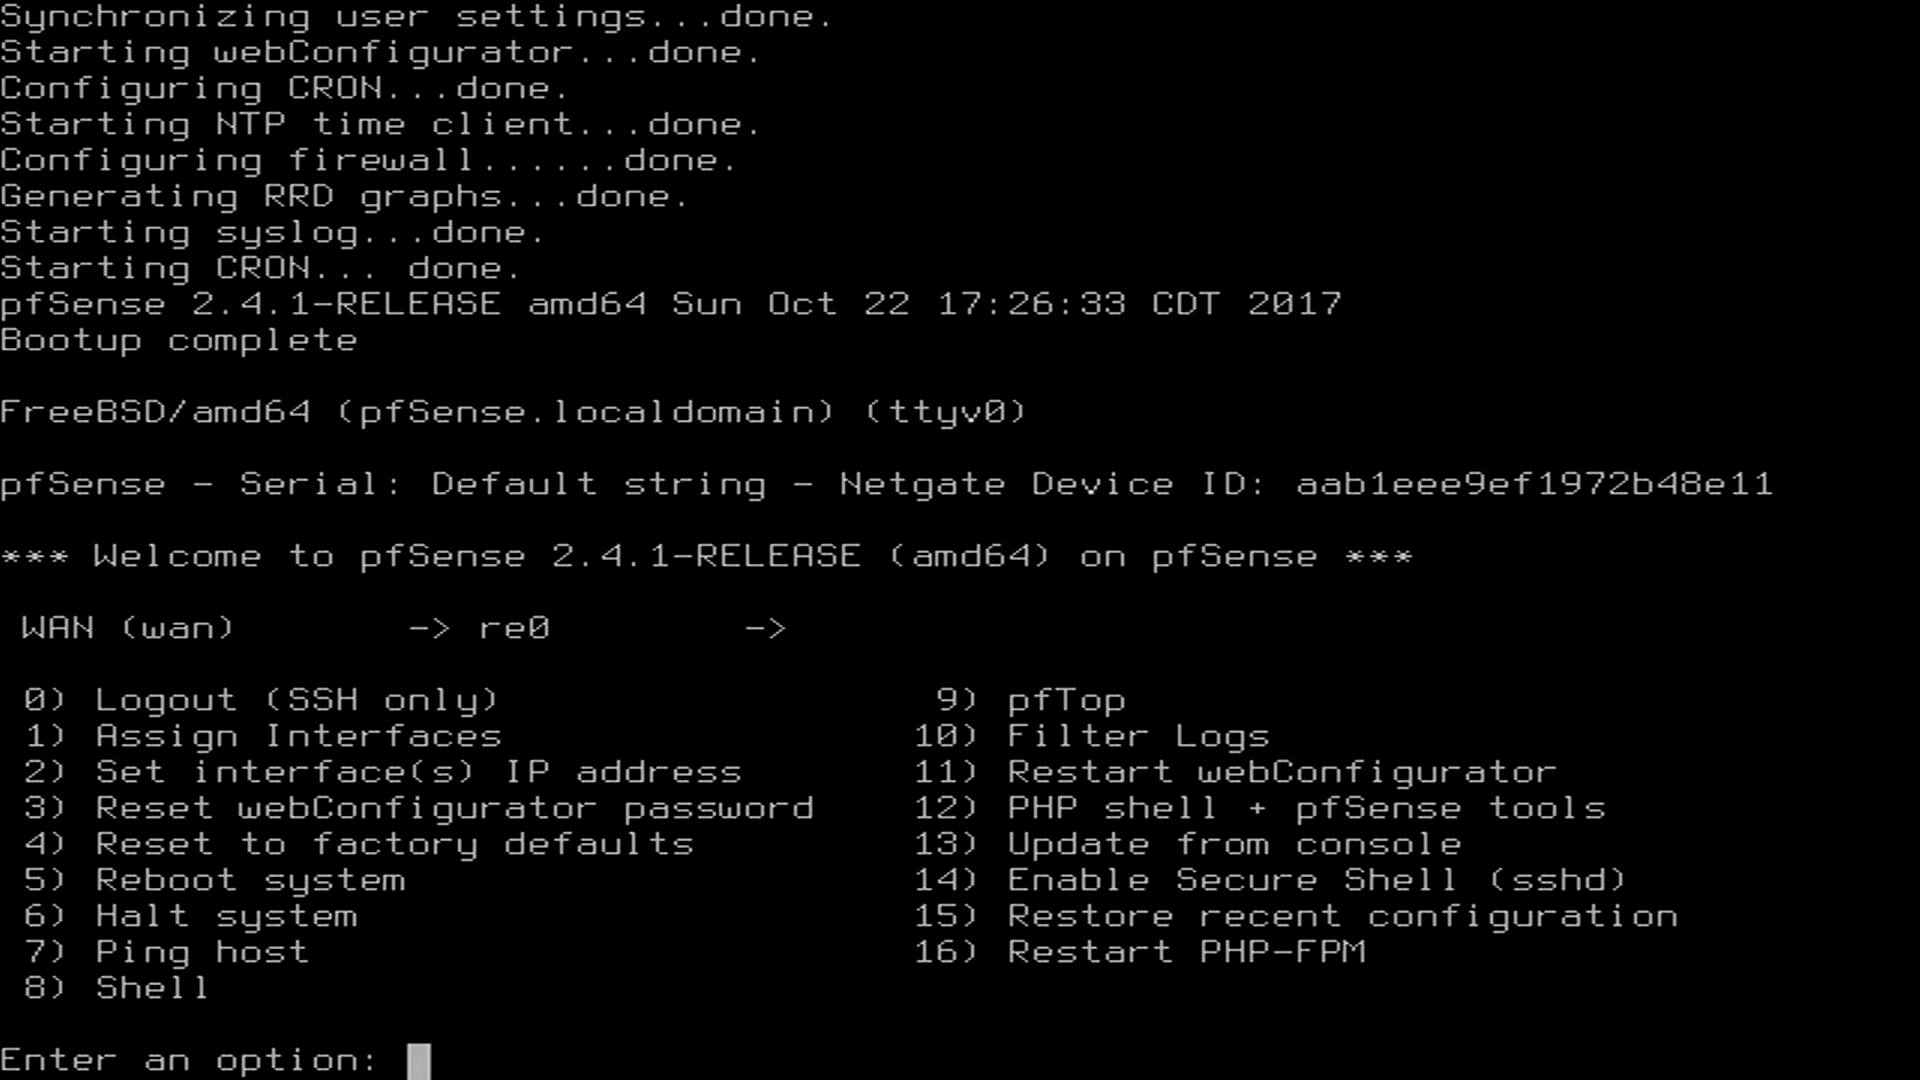 Synchronizing user settings...done.
Starting webConfigurator...done.
Configuring CRON...done.
Starting NTP time client...done.
Configuring firewall......done.
Generating RRD graphs...done.
Starting syslog...done.
Starting CRON... done.
pfSense 2.4.1-RELEASE amd64 Sun Oct 22 17:26:33 CDT 2017
Bootup complete
FreeBSD/amd64 (pfSense.localdomain) (ttyv0)
pfSense - Serial: Default string - Netgate Device ID: aab1eee9ef1972b48e11
*** Welcome to pfSense 2.4.1-RELEASE (amd64) on pfSense ***
WAN (wan)       -> re0        ->
0) Logout (SSH only)                  9) pfTop
1) Assign Interfaces                 10) Filter Logs
2) Set interface(s) IP address       11) Restart webConfigurator
3) Reset webConfigurator password    12) PHP shell + pfSense tools
4) Reset to factory defaults         13) Update from console
5) Reboot system                     14) Enable Secure Shell (sshd)
6) Halt system                       15) Restore recent configuration
7) Ping host                         16) Restart PHP-FPM
8) Shell
Enter an option: